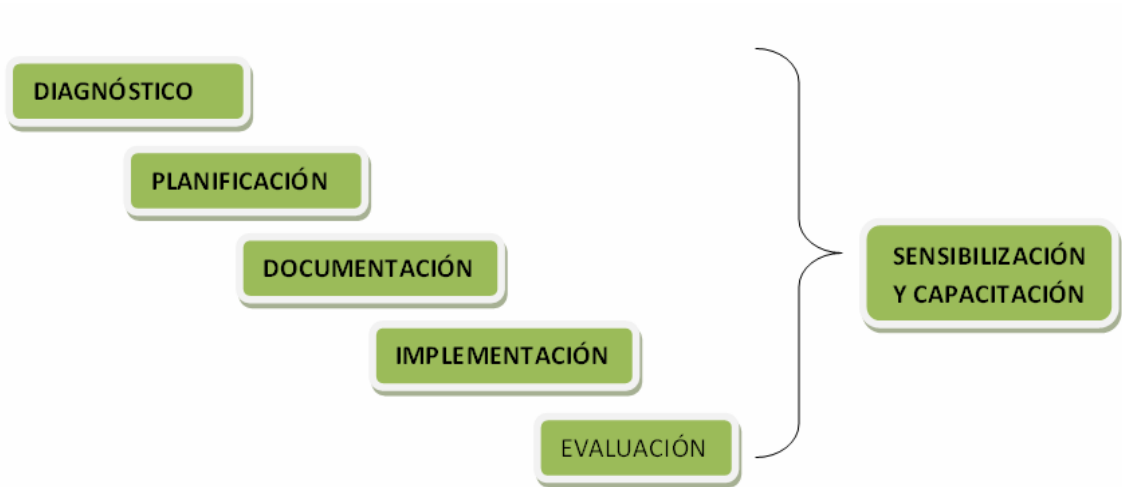 DIAGNÓSTICO
PLANIFICACIÓN
DOCUMENTACIÓN
IMPLEMENTACIÓN
EVALUACIÓN
SENSIBILIZACIÓN
Y CAPACITACIÓN